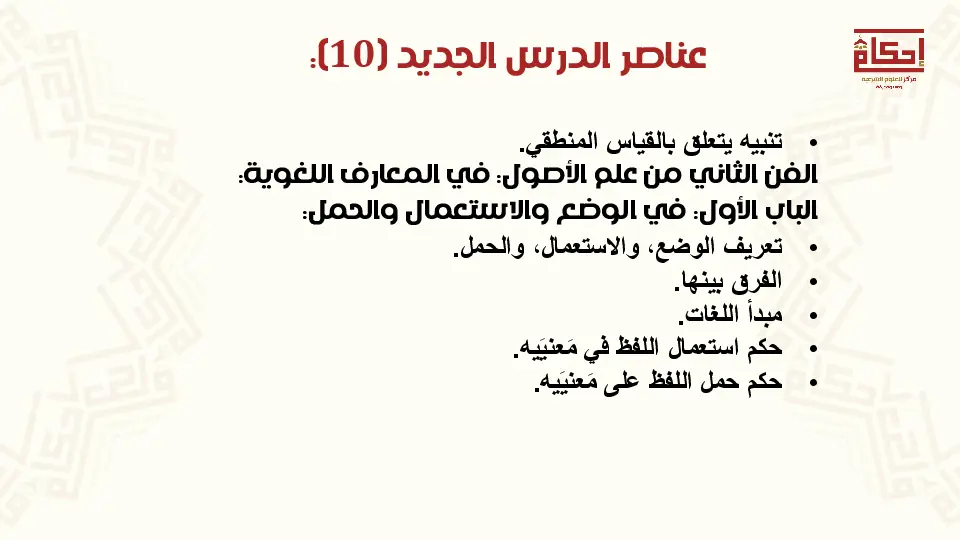 إحكام
مركز للعلوم الشرعية
عناصر الدرس الجديد (10):
• تنبيه يتعلق بالقياس المنطقي.
الفن الثاني من علم الأصول: في المعارف اللغوية:
الباب الأول: في الوضع والاستعمال والحمل:
• تعريف الوضع، والاستعمال، والحمل.
• الفرق بينها.
• مبدأ اللغات.
• حكم استعمال اللفظ في مَعنيَيه.
• حكم حمل اللفظ على مَعنيَيه.